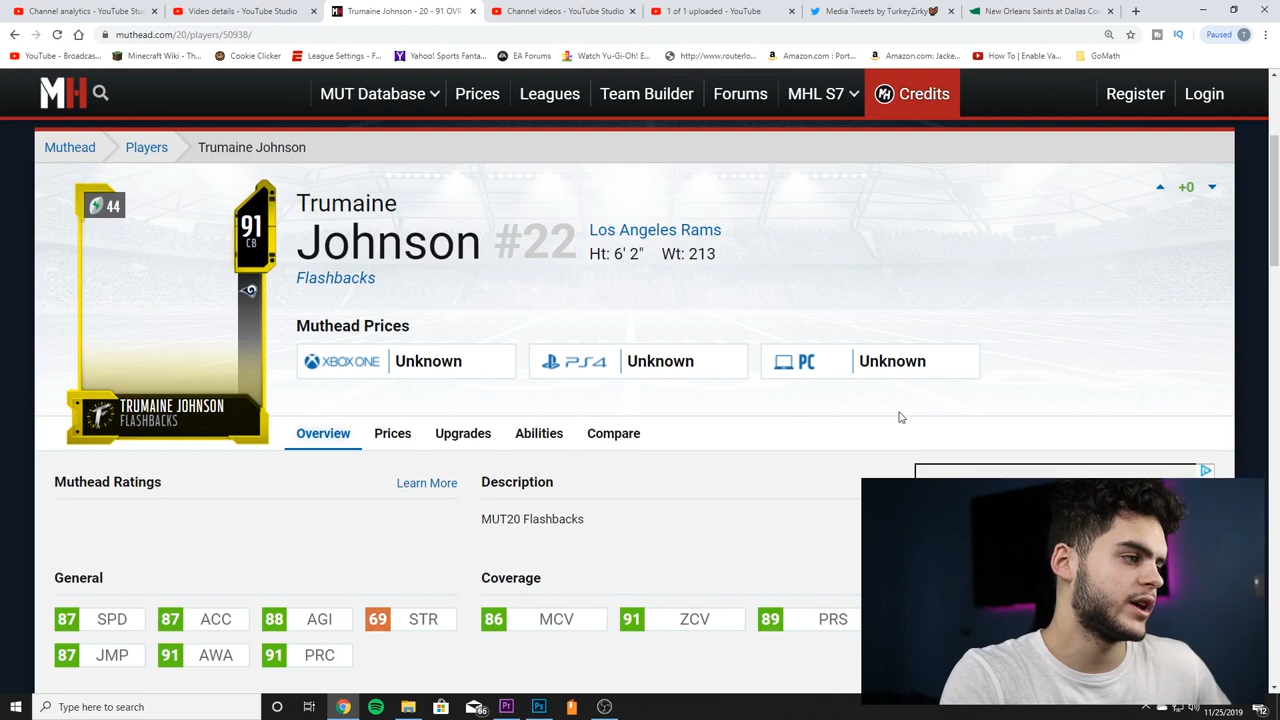 Channel analytics - YouTube Stu
Video details - YouTube Studio
Trumaine Johnson - 20 - 91 OVR
Channel videos - YouTube Studio
1 of 1 uploaded - YouTube
Media Tweets by TurkeyZirky
New Orleans Saints at Dallas Co
muthead.com/20/players/50938/
Paused
T
YouTube - Broadcas...
Minecraft Wiki - Th...
Cookie Clicker
League Settings - F...
Yahoo! Sports Fanta...
EA Forums
Watch Yu-Gi-Oh! E...
http://www.routerlo...
Amazon.com : Port...
Amazon.com: Jacke...
How To | Enable Va...
GoMath
MH
MUT Database
Prices
Leagues
Team Builder
Forums
MHL S7
Credits
Register
Login
Muthead
Players
Trumaine Johnson
44
91
CB
TRUMAINE JOHNSON
FLASHBACKS
Trumaine
Johnson #22
Flashbacks
Los Angeles Rams
Ht: 6' 2" Wt: 213
+0
Muthead Prices
XBOX ONE Unknown
PS4 Unknown
PC Unknown
Overview
Prices
Upgrades
Abilities
Compare
Muthead Ratings
Learn More
Description
MUT20 Flashbacks
General
Coverage
87 SPD
87 ACC
88 AGI
69 STR
86 MCV
91 ZCV
89 PRS
87 JMP
91 AWA
91 PRC
Type here to search
66
Pr
Ps
11/25/2019
12